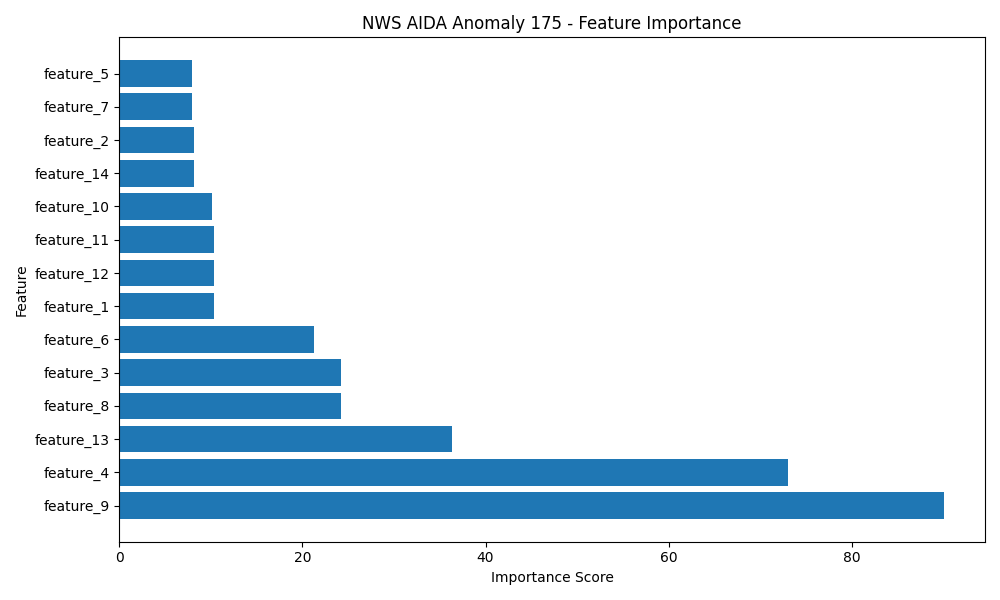 NWS AIDA Anomaly 175 - Feature Importance
feature_5
feature_7
feature_2
feature_14
feature_10
feature_11
feature_12
feature_1
feature_6
feature_3
feature_8
feature_13
feature_4
feature_9
Feature
0 20 40 60 80
Importance Score